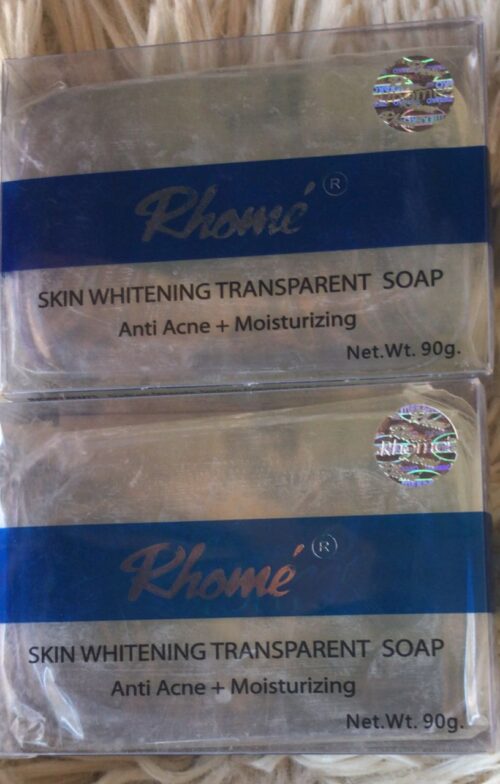 Rhomé ®
SKIN WHITENING TRANSPARENT SOAP
Anti Acne + Moisturizing
Net.Wt. 90g.
Rhomé ®
SKIN WHITENING TRANSPARENT SOAP
Anti Acne + Moisturizing
Net.Wt. 90g.